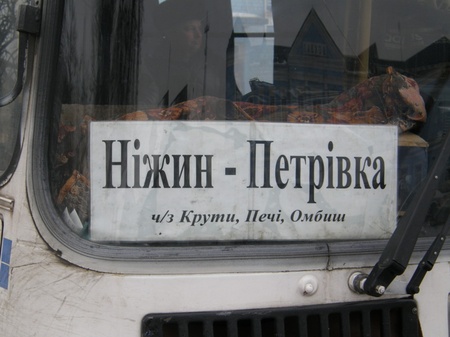 Ніжин - Петрівка
ч/з Крути, Печі, Омбиш